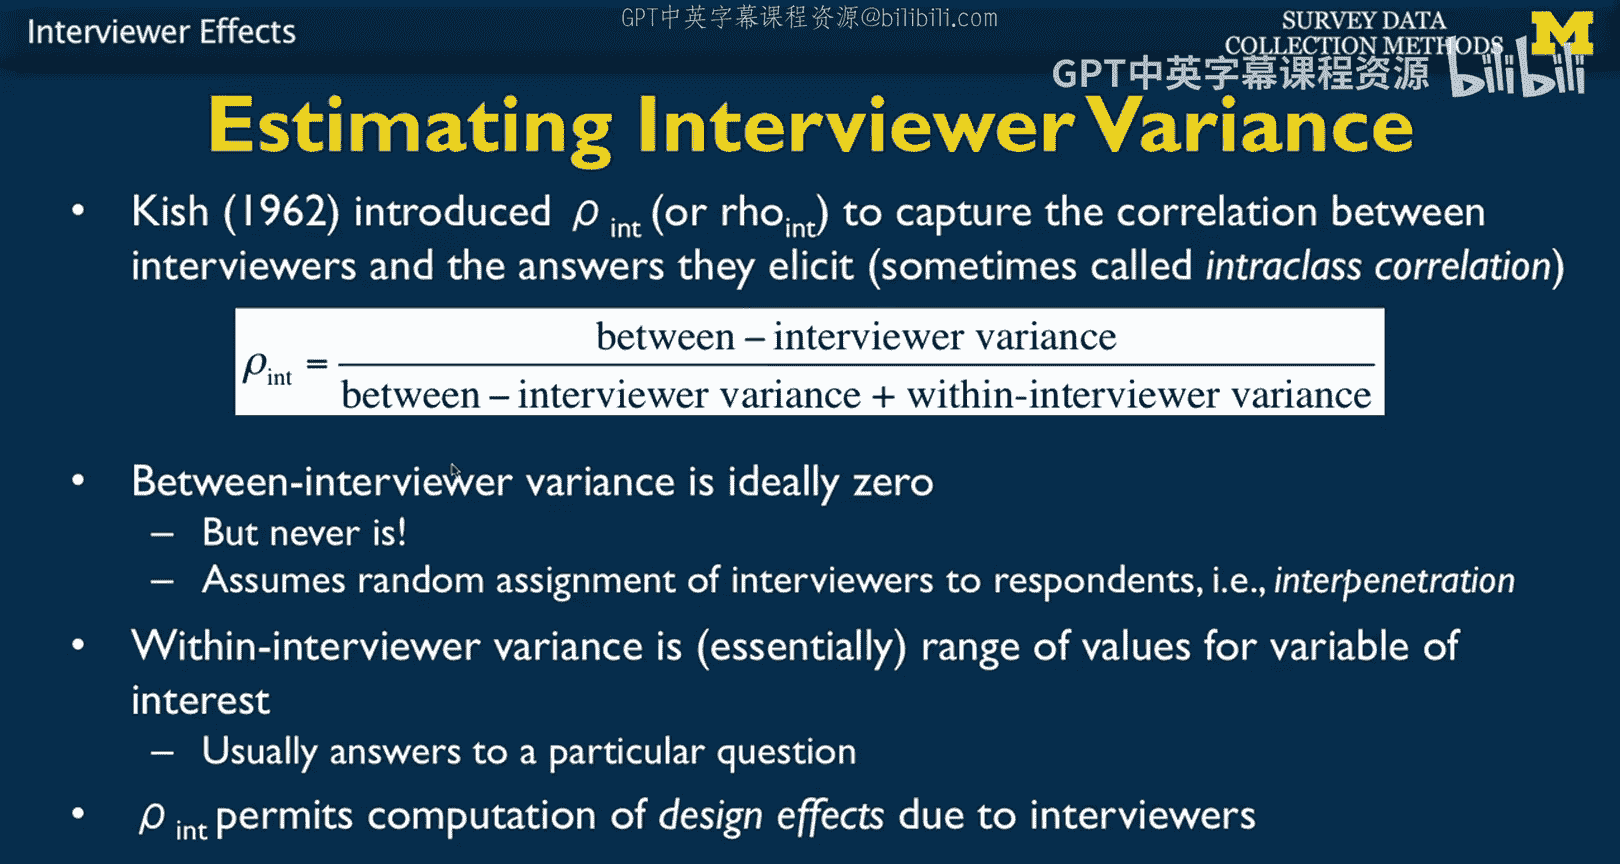 Interviewer Effects
GPT中英字幕课程资源@bilibili.com
SURVEY DATA
COLLECTION METHODS
M
GPT中英字幕课程资源 bilibili
Estimating Interviewer Variance
• Kish (1962) introduced ρ int (or rhoint) to capture the correlation between
interviewers and the answers they elicit (sometimes called intraclass correlation)
between – interviewer variance
ρint =
between – interviewer variance + within-interviewer variance
• Between-interviewer variance is ideally zero
– But never is!
– Assumes random assignment of interviewers to respondents, i.e., interpenetration
• Within-interviewer variance is (essentially) range of values for variable of
interest
– Usually answers to a particular question
• ρ int permits computation of design effects due to interviewers